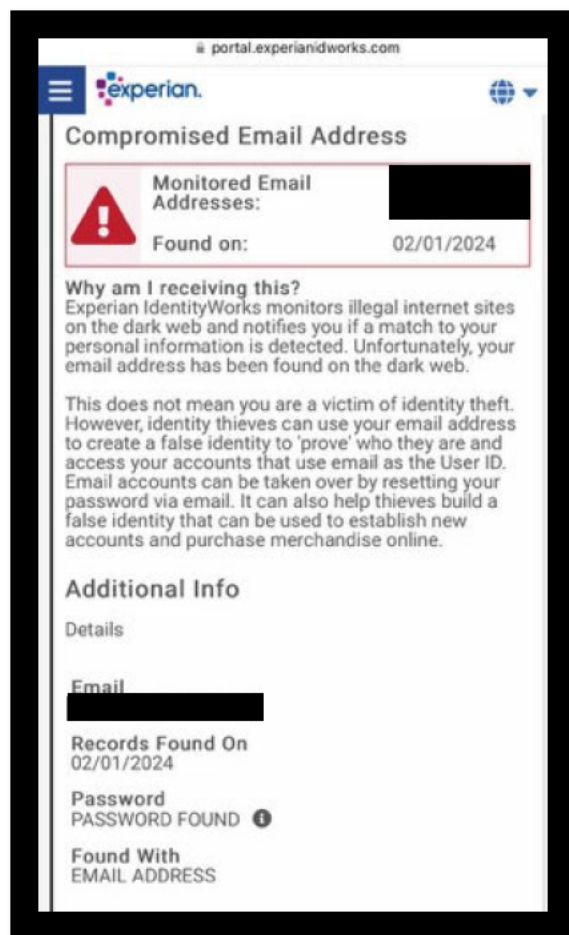 portal.experianidworks.com
experian.
Compromised Email Address
Monitored Email
Addresses:
Found on: 02/01/2024
Why am I receiving this?
Experian IdentityWorks monitors illegal internet sites
on the dark web and notifies you if a match to your
personal information is detected. Unfortunately, your
email address has been found on the dark web.
This does not mean you are a victim of identity theft.
However, identity thieves can use your email address
to create a false identity to 'prove' who they are and
access your accounts that use email as the User ID.
Email accounts can be taken over by resetting your
password via email. It can also help thieves build a
false identity that can be used to establish new
accounts and purchase merchandise online.
Additional Info
Details
Email
Records Found On
02/01/2024
Password
PASSWORD FOUND
Found With
EMAIL ADDRESS